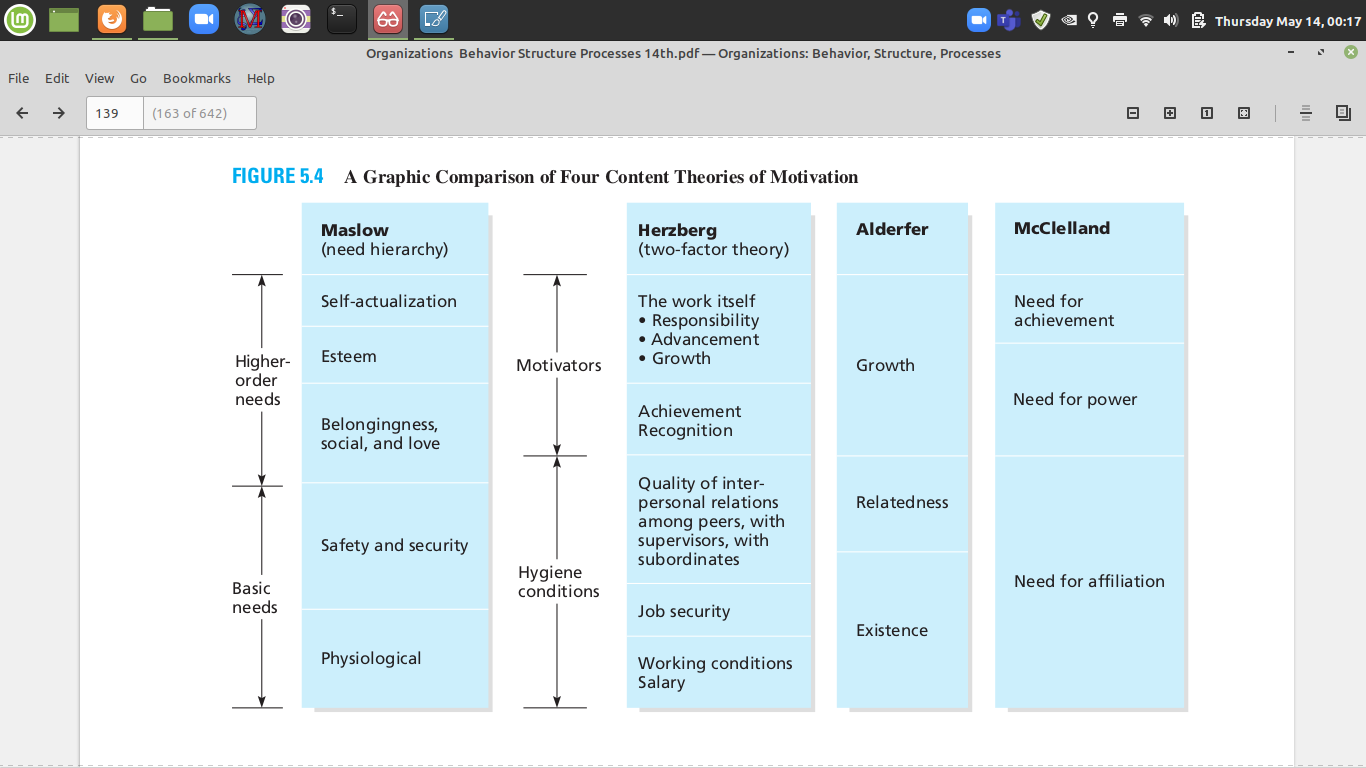 Thursday May 14, 00:17
Organizations Behavior Structure Processes 14th.pdf — Organizations: Behavior, Structure, Processes
File Edit View Go Bookmarks Help
139 (163 of 642)
FIGURE 5.4 A Graphic Comparison of Four Content Theories of Motivation
Higher-
order
needs
Basic
needs
Maslow
(need hierarchy)
Self-actualization
Esteem
Belongingness,
social, and love
Safety and security
Physiological
Motivators
Hygiene
conditions
Herzberg
(two-factor theory)
The work itself
• Responsibility
• Advancement
• Growth
Achievement
Recognition
Quality of inter-
personal relations
among peers, with
supervisors, with
subordinates
Job security
Working conditions
Salary
Alderfer
Growth
Relatedness
Existence
McClelland
Need for
achievement
Need for power
Need for affiliation